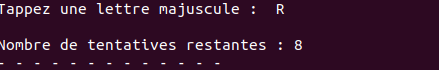 Tappez une lettre majuscule :  R
Nombre de tentatives restantes : 8
- - - - - - - - - - - - -